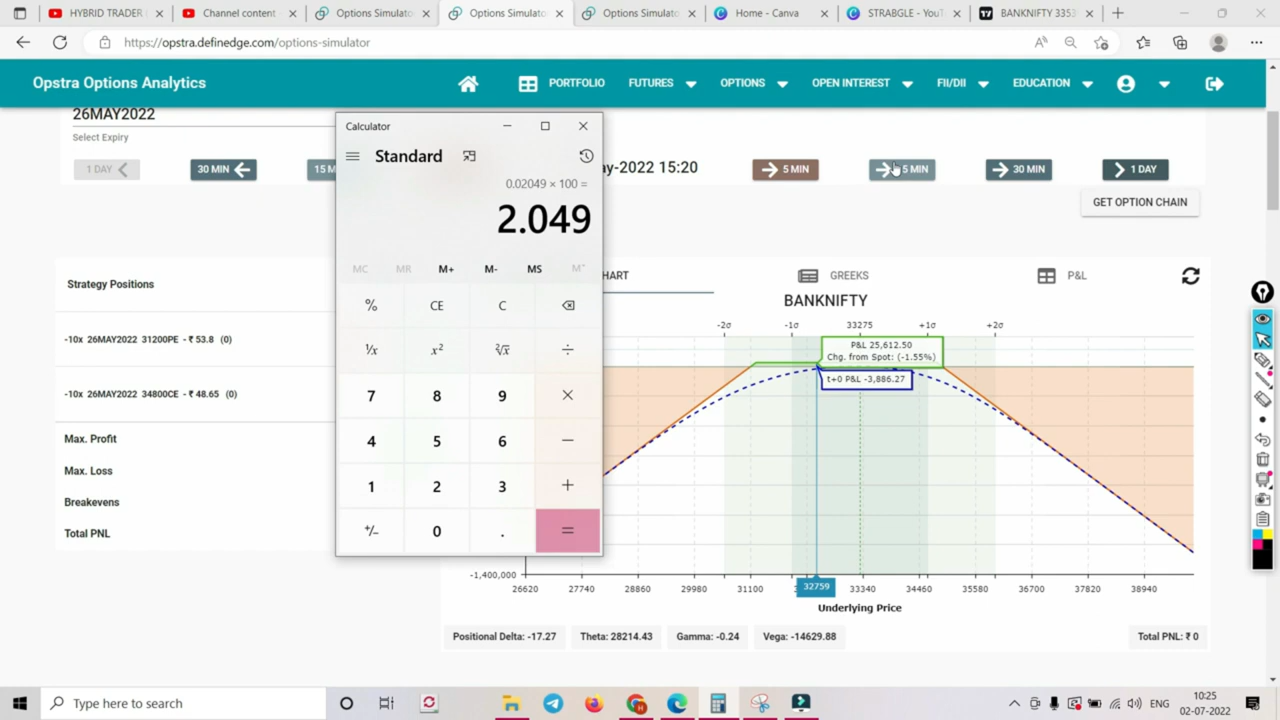 HYBRID TRADER (
Channel content
Options Simulato
Options Simulato
Options Simulato
Home - Canva
STRABGLE - YouT
BANKNIFTY 3353
https://opstra.definedge.com/options-simulator
Opstra Options Analytics
PORTFOLIO
FUTURES
OPTIONS
OPEN INTEREST
FII/DII
EDUCATION
26MAY2022
Select Expiry
1 DAY
30 MIN
15 M
ay-2022 15:20
5 MIN
5 MIN
30 MIN
1 DAY
GET OPTION CHAIN
Calculator
Standard
0.02049 × 100 =
2.049
MC MR M+ M- MS M˅
% CE C
¹/x x² ²√x ÷
7 8 9 ×
4 5 6 −
1 2 3 +
+/− 0 . =
Strategy Positions
-10x 26MAY2022 31200PE - ₹ 53.8 (0)
-10x 26MAY2022 34800CE - ₹ 48.65 (0)
Max. Profit
Max. Loss
Breakevens
Total PNL
HART
GREEKS
P&L
BANKNIFTY
-2σ -1σ 33275 +1σ +2σ
P&L 25,612.50
Chg. from Spot: (-1.55%)
t+0 P&L -3,886.27
-1,400,000
32759
26620 27740 28860 29980 31100 33340 34460 35580 36700 37820 38940
Underlying Price
Positional Delta: -17.27
Theta: 28214.43
Gamma: -0.24
Vega: -14629.88
Total PNL: ₹ 0
Type here to search
ENG
10:25
02-07-2022